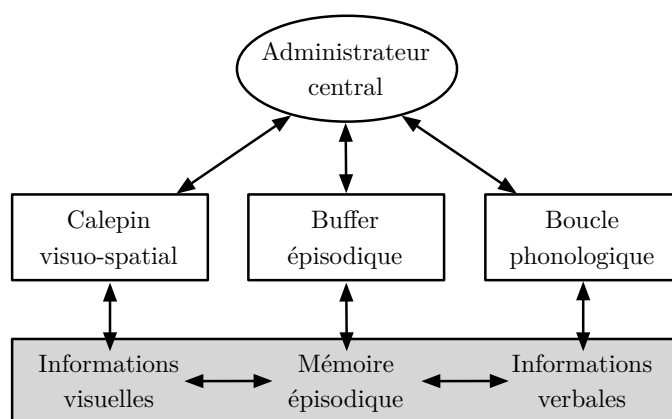 Administrateur
central
Calepin
visuo-spatial
Buffer
épisodique
Boucle
phonologique
Informations
visuelles
Mémoire
épisodique
Informations
verbales